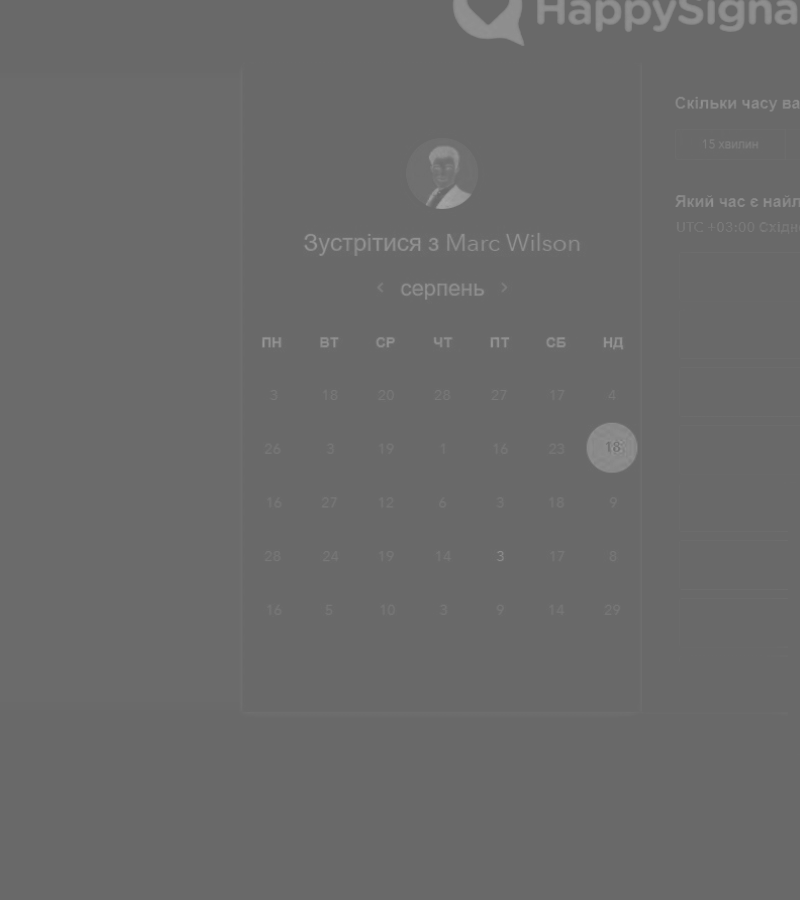 HappySigna
Зустрітися з Marc Wilson
серпень
ПН ВТ СР ЧТ ПТ СБ НД
3 18 20 28 27 17 4
26 3 19 1 16 23 18
16 27 12 6 3 18 9
28 24 19 14 3 17 8
16 5 10 3 9 14 29
Скільки часу ва
15 хвилин
Який час є найл
UTC +03:00 Східно